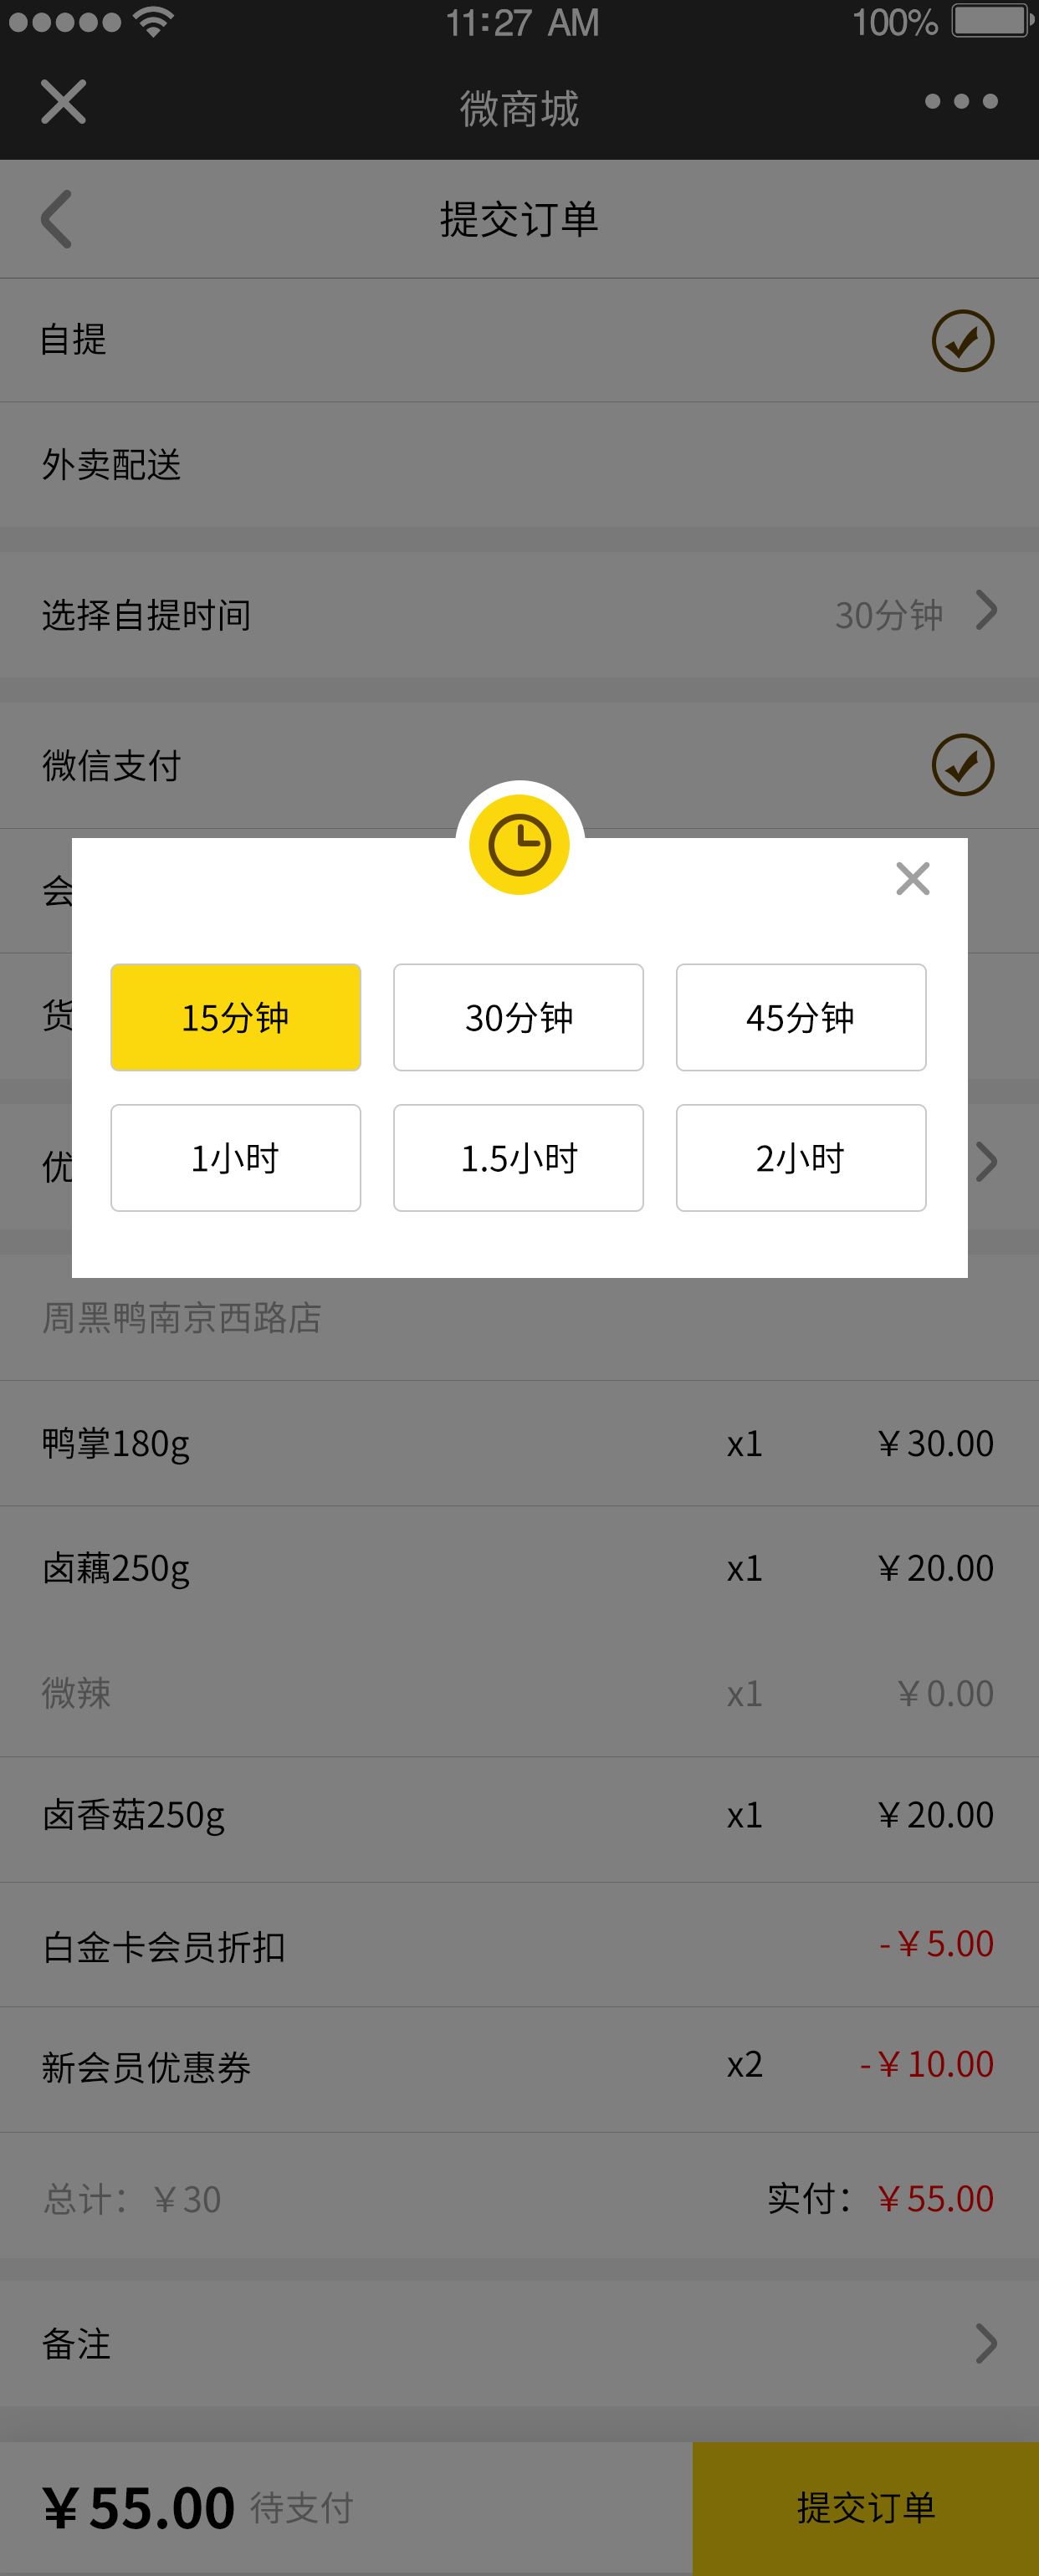 11:27 AM 100%
微商城
提交订单
自提
外卖配送
选择自提时间 30分钟
微信支付
会
货
15分钟 30分钟 45分钟
1小时 1.5小时 2小时
优
周黑鸭南京西路店
鸭掌180g x1 ￥30.00
卤藕250g x1 ￥20.00
微辣 x1 ￥0.00
卤香菇250g x1 ￥20.00
白金卡会员折扣 -￥5.00
新会员优惠券 x2 -￥10.00
总计：￥30 实付：￥55.00
备注
￥55.00 待支付 提交订单